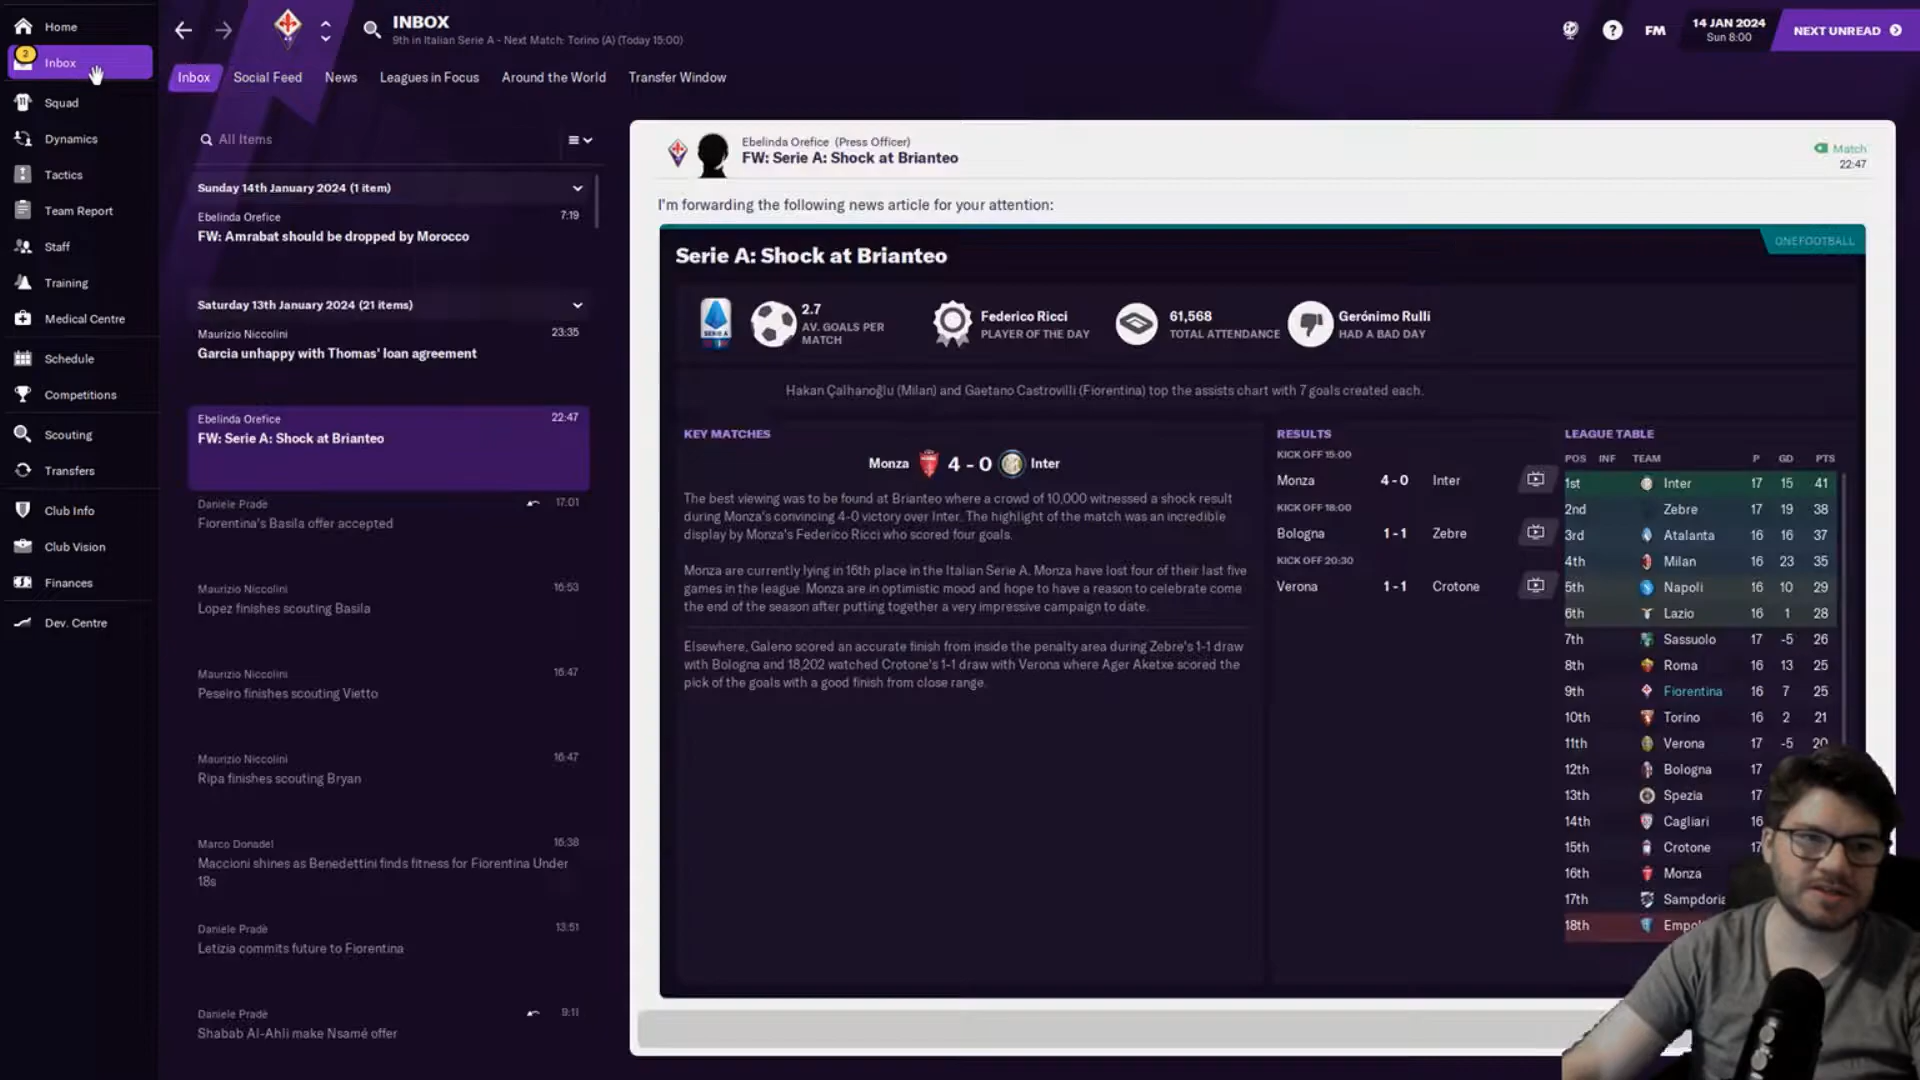 Home
2
Inbox
Squad
Dynamics
Tactics
Team Report
Staff
Training
Medical Centre
Schedule
Competitions
Scouting
Transfers
Club Info
Club Vision
Finances
Dev. Centre
INBOX
9th in Italian Serie A - Next Match: Torino (A) (Today 15:00)
FM
14 JAN 2024
Sun 8:00
NEXT UNREAD
Inbox Social Feed News Leagues in Focus Around the World Transfer Window
All Items
Sunday 14th January 2024 (1 item)
Ebelinda Orefice 7:19
FW: Amrabat should be dropped by Morocco
Saturday 13th January 2024 (21 items)
Maurizio Niccolini 23:35
Garcia unhappy with Thomas' loan agreement
Ebelinda Orefice 22:47
FW: Serie A: Shock at Brianteo
Daniele Pradè 17:01
Fiorentina's Basila offer accepted
Maurizio Niccolini 16:53
Lopez finishes scouting Basila
Maurizio Niccolini 16:47
Peseiro finishes scouting Vietto
Maurizio Niccolini 16:47
Ripa finishes scouting Bryan
Marco Donadel 16:38
Maccioni shines as Benedettini finds fitness for Fiorentina Under
18s
Daniele Pradè 13:51
Letizia commits future to Fiorentina
Daniele Pradè 9:11
Shabab Al-Ahli make Nsamé offer
Ebelinda Orefice (Press Officer)
FW: Serie A: Shock at Brianteo
Match
22:47
I'm forwarding the following news article for your attention:
ONEFOOTBALL
Serie A: Shock at Brianteo
SERIE A
2.7
AV. GOALS PER
MATCH
Federico Ricci
PLAYER OF THE DAY
61,568
TOTAL ATTENDANCE
Gerónimo Rulli
HAD A BAD DAY
Hakan Çalhanoğlu (Milan) and Gaetano Castrovilli (Fiorentina) top the assists chart with 7 goals created each.
KEY MATCHES
Monza 4 - 0 Inter
The best viewing was to be found at Brianteo where a crowd of 10,000 witnessed a shock result
during Monza's convincing 4-0 victory over Inter. The highlight of the match was an incredible
display by Monza's Federico Ricci who scored four goals.
Monza are currently lying in 16th place in the Italian Serie A. Monza have lost four of their last five
games in the league. Monza are in optimistic mood and hope to have a reason to celebrate come
the end of the season after putting together a very impressive campaign to date.
Elsewhere, Galeno scored an accurate finish from inside the penalty area during Zebre's 1-1 draw
with Bologna and 18,202 watched Crotone's 1-1 draw with Verona where Ager Aketxe scored the
pick of the goals with a good finish from close range.
RESULTS
KICK OFF 15:00
Monza 4-0 Inter
KICK OFF 18:00
Bologna 1-1 Zebre
KICK OFF 20:30
Verona 1-1 Crotone
LEAGUE TABLE
POS INF TEAM P GD PTS
1st Inter 17 15 41
2nd Zebre 17 19 38
3rd Atalanta 16 16 37
4th Milan 16 23 35
5th Napoli 16 10 29
6th Lazio 16 1 28
7th Sassuolo 17 -5 26
8th Roma 16 13 25
9th Fiorentina 16 7 25
10th Torino 16 2 21
11th Verona 17 -5 20
12th Bologna 17
13th Spezia 17
14th Cagliari 16
15th Crotone 17
16th Monza
17th Sampdoria
18th